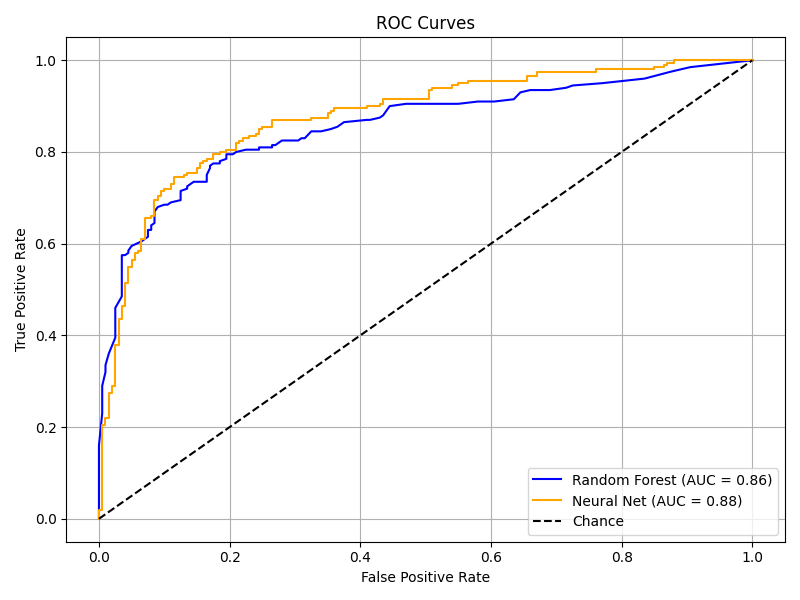 ROC Curves
True Positive Rate
1.0
0.8
0.6
0.4
0.2
0.0
Random Forest (AUC = 0.86)
Neural Net (AUC = 0.88)
Chance
0.0 0.2 0.4 0.6 0.8 1.0
False Positive Rate